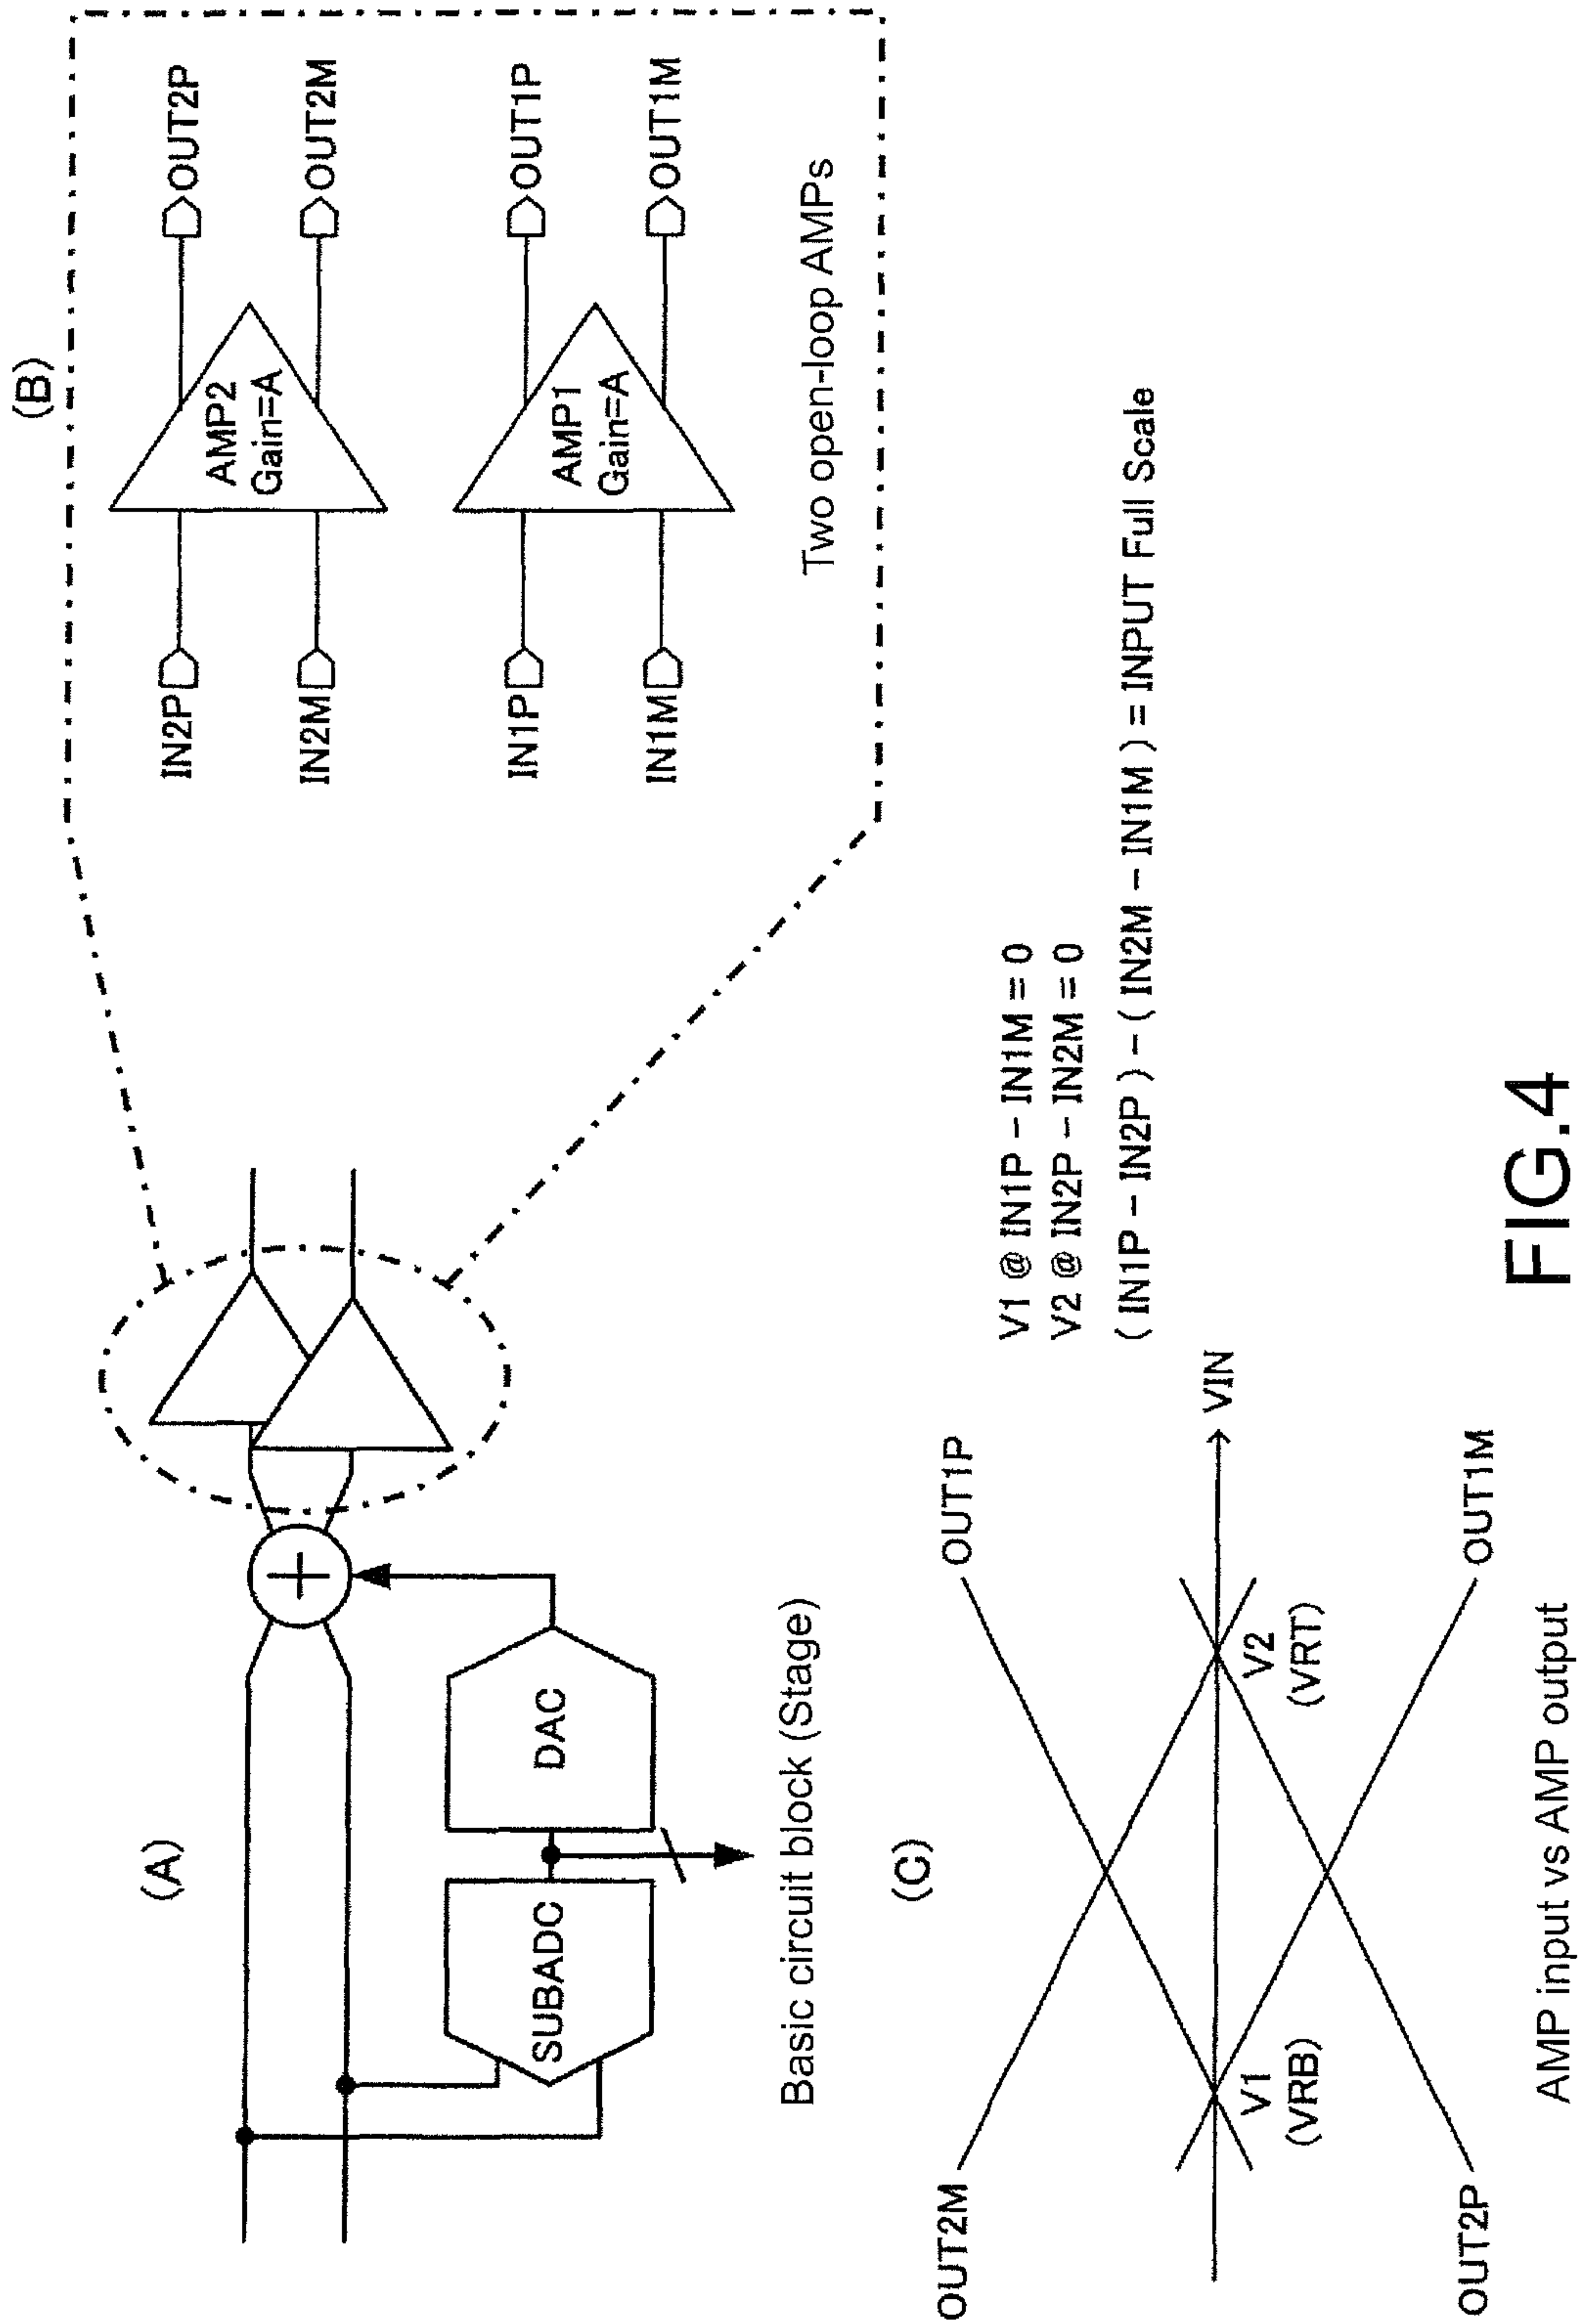 (A)
SUBADC
DAC
Basic circuit block (Stage)
(B)
IN2P
IN2M
AMP2
Gain=A
OUT2P
OUT2M
IN1P
IN1M
AMP1
Gain=A
OUT1P
OUT1M
Two open-loop AMPs
(C)
OUT2M
OUT1P
VIN
V1
(VRB)
V2
(VRT)
OUT2P
OUT1M
AMP input vs AMP output
V1 @ IN1P − IN1M = 0
V2 @ IN2P − IN2M = 0
( IN1P − IN2P ) − ( IN2M − IN1M ) = INPUT Full Scale
FIG.4